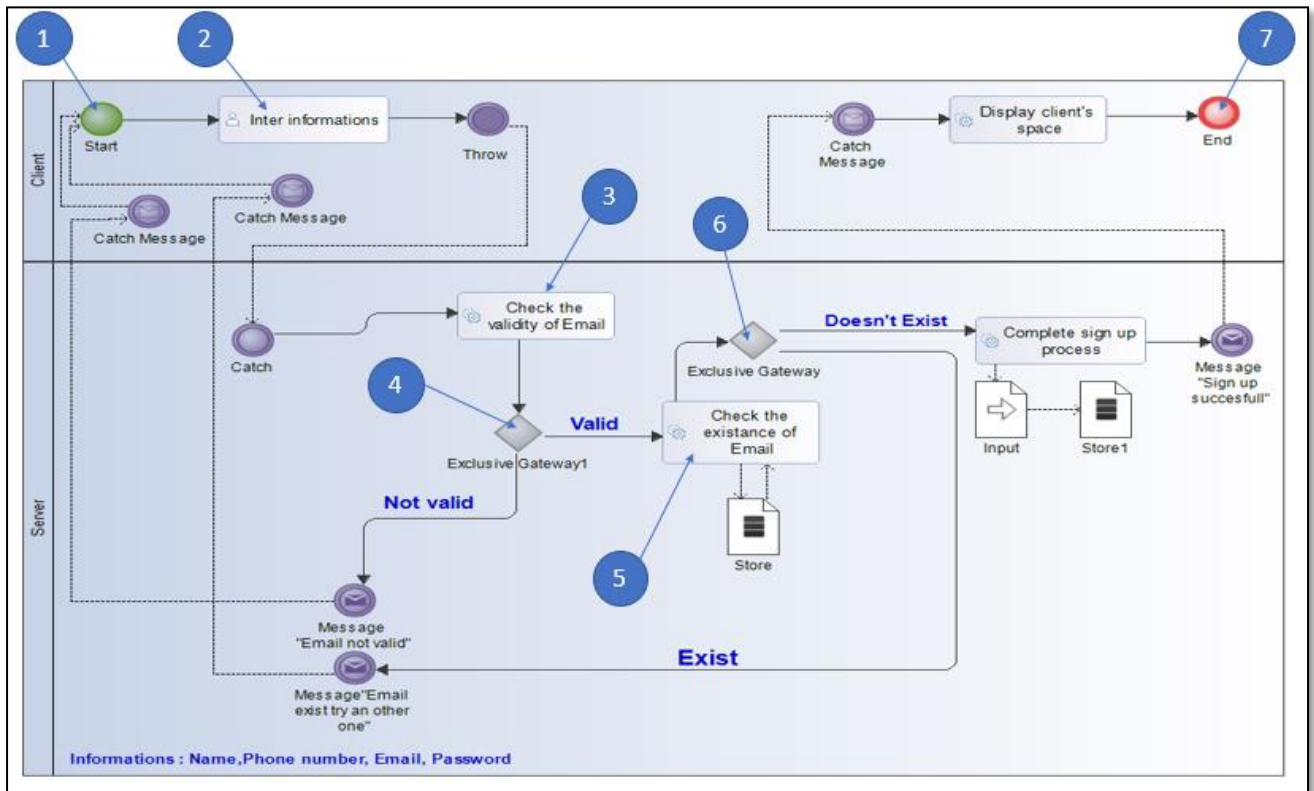 1
2
7
Client
Start
Inter informations
Throw
Catch
Message
Display client's
space
End
Catch Message
Catch Message
3
6
Server
Catch
Check the
validity of Email
4
Exclusive Gateway1
Valid
Not valid
Exclusive Gateway
Doesn't Exist
Check the
existance of
Email
Store
5
Complete sign up
process
Input
Store1
Message
"Sign up
succesfull"
Message
"Email not valid"
Exist
Message"Email
exist try an other
one"
Informations : Name,Phone number, Email, Password